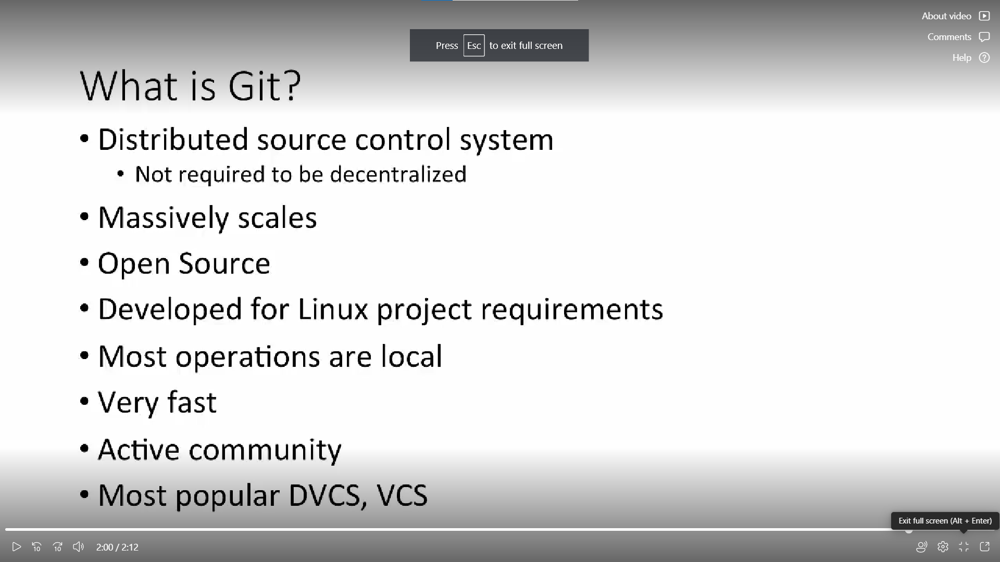 About video
Press Esc to exit full screen
Comments
Help
What is Git?
• Distributed source control system
• Not required to be decentralized
• Massively scales
• Open Source
• Developed for Linux project requirements
• Most operations are local
• Very fast
• Active community
• Most popular DVCS, VCS
Exit full screen (Alt + Enter)
10 10 2:00 / 2:12